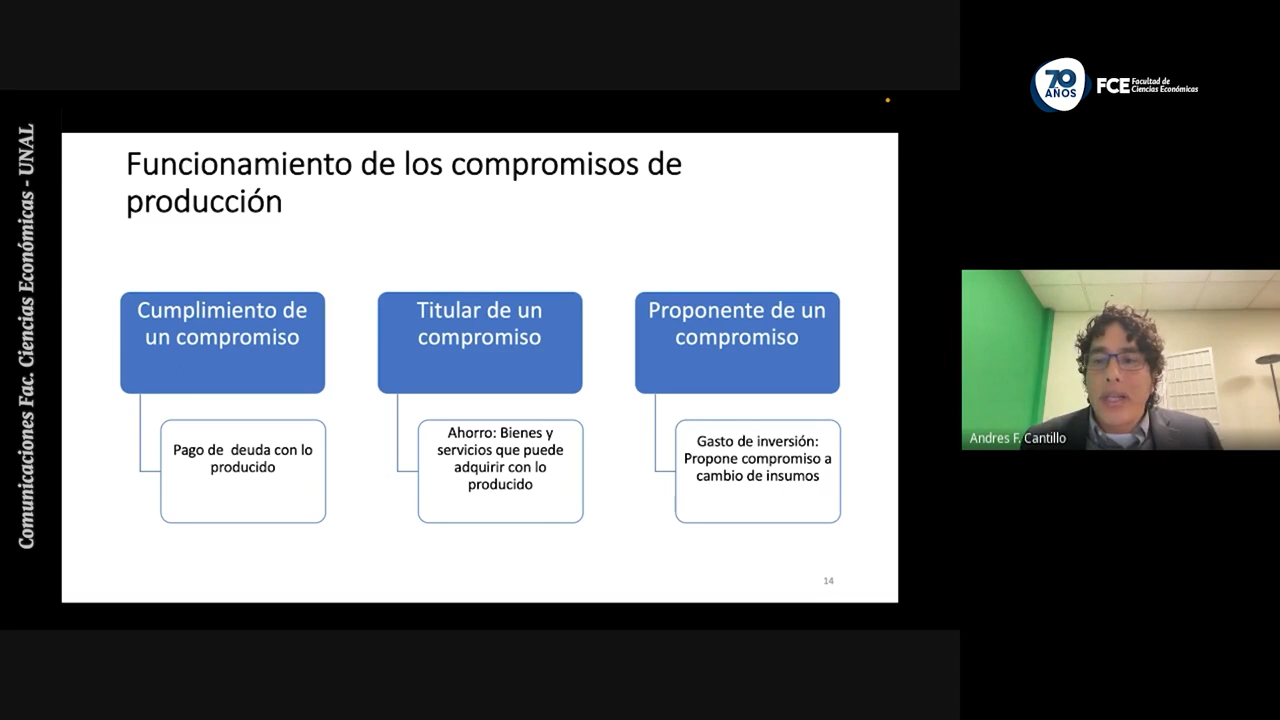 70
AÑOS
FCE
Facultad de
Ciencias Económicas
Comunicaciones Fac. Ciencias Económicas - UNAL
Funcionamiento de los compromisos de
producción
Cumplimiento de
un compromiso
Pago de deuda con lo
producido
Titular de un
compromiso
Ahorro: Bienes y
servicios que puede
adquirir con lo
producido
Proponente de un
compromiso
Gasto de inversión:
Propone compromiso a
cambio de insumos
14
Andres F. Cantillo